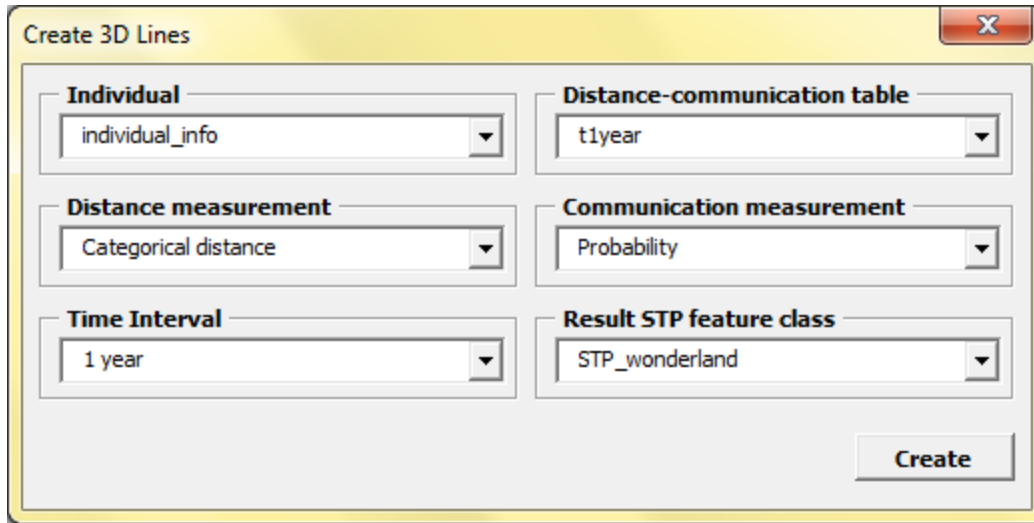 Create 3D Lines
Individual
individual_info
Distance-communication table
t1year
Distance measurement
Categorical distance
Communication measurement
Probability
Time Interval
1 year
Result STP feature class
STP_wonderland
Create